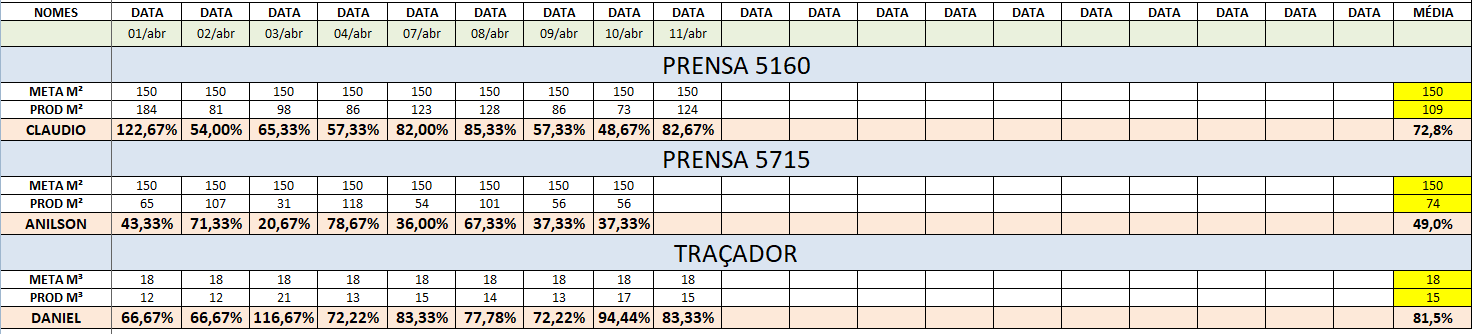 NOMES DATA DATA DATA DATA DATA DATA DATA DATA DATA DATA DATA DATA DATA DATA DATA DATA DATA DATA DATA MÉDIA
01/abr 02/abr 03/abr 04/abr 07/abr 08/abr 09/abr 10/abr 11/abr
PRENSA 5160
META M² 150 150 150 150 150 150 150 150 150 150
PROD M² 184 81 98 86 123 128 86 73 124 109
CLAUDIO 122,67% 54,00% 65,33% 57,33% 82,00% 85,33% 57,33% 48,67% 82,67% 72,8%
PRENSA 5715
META M² 150 150 150 150 150 150 150 150 150
PROD M² 65 107 31 118 54 101 56 56 74
ANILSON 43,33% 71,33% 20,67% 78,67% 36,00% 67,33% 37,33% 37,33% 49,0%
TRAÇADOR
META M³ 18 18 18 18 18 18 18 18 18 18
PROD M³ 12 12 21 13 15 14 13 17 15 15
DANIEL 66,67% 66,67% 116,67% 72,22% 83,33% 77,78% 72,22% 94,44% 83,33% 81,5%